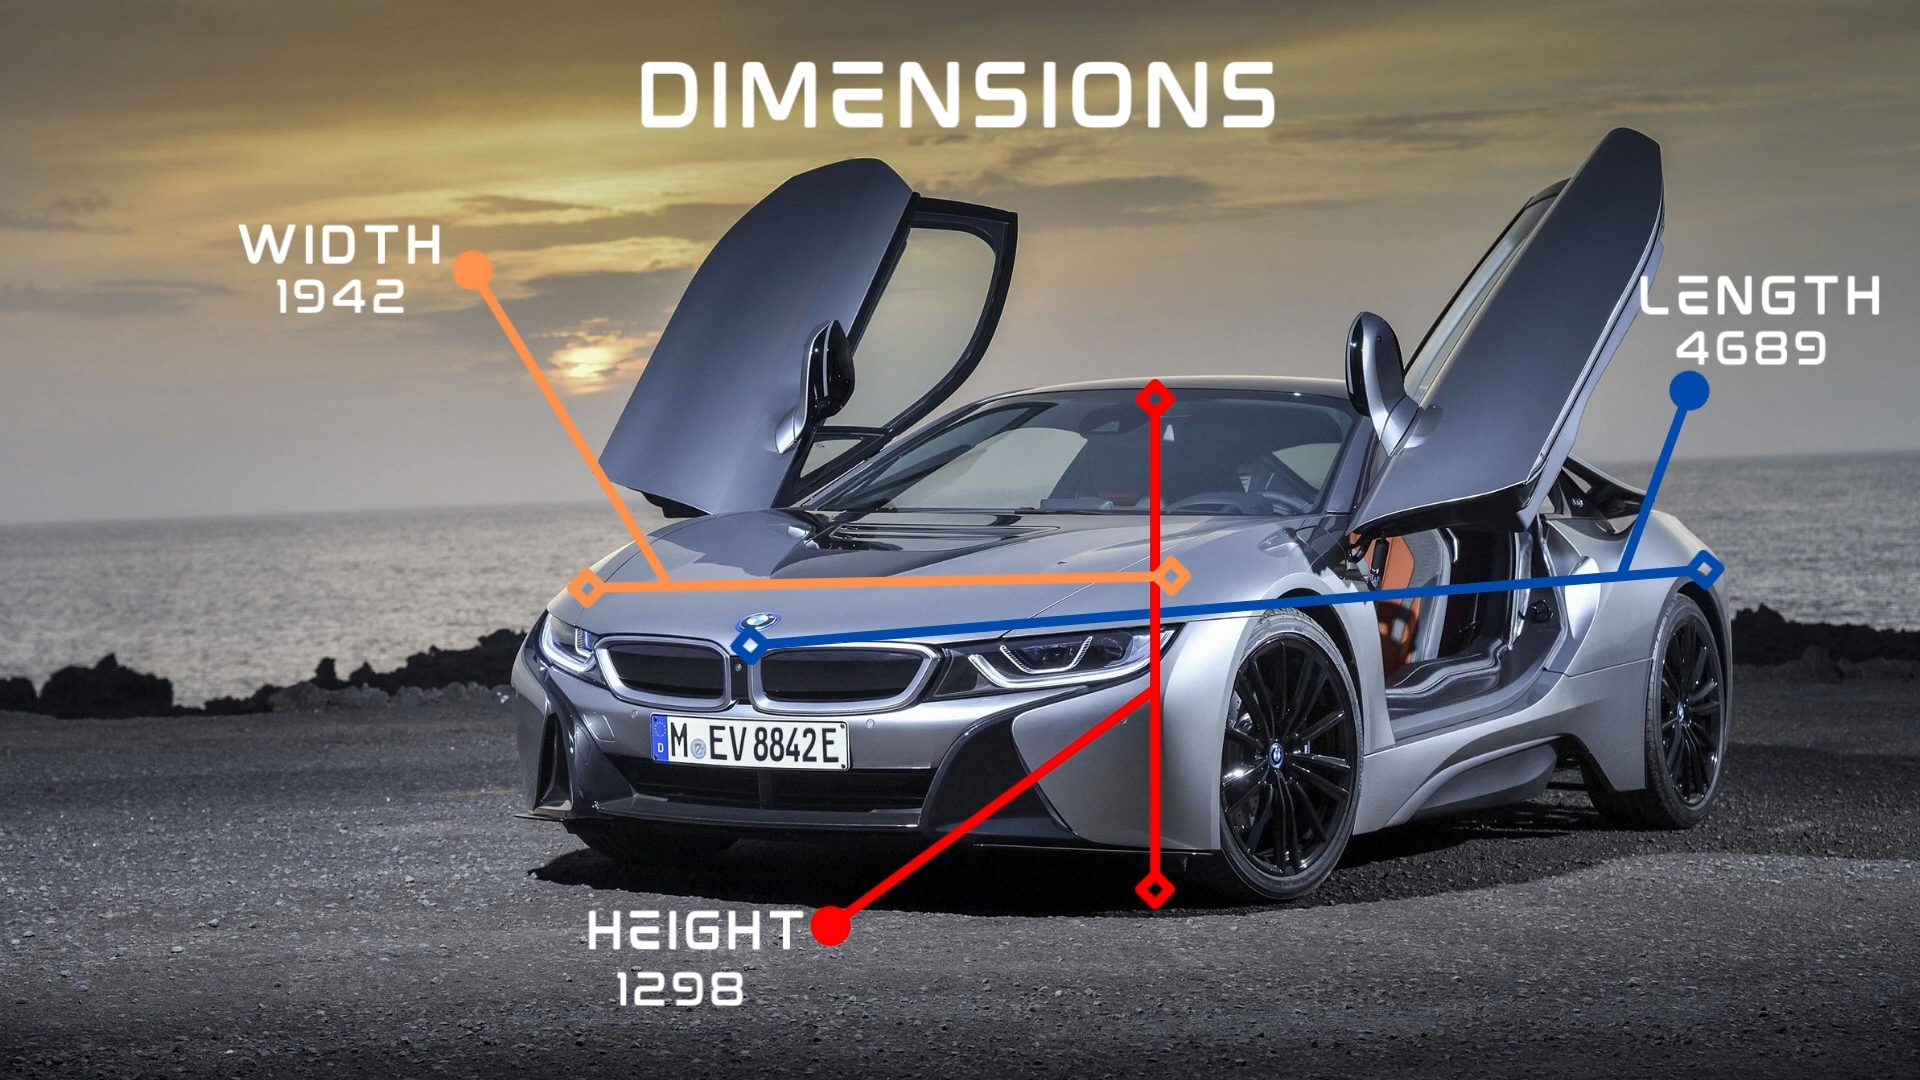 DIMENSIONS
WIDTH
1942
LENGTH
4689
M EV 8842E
D
HEIGHT
1298